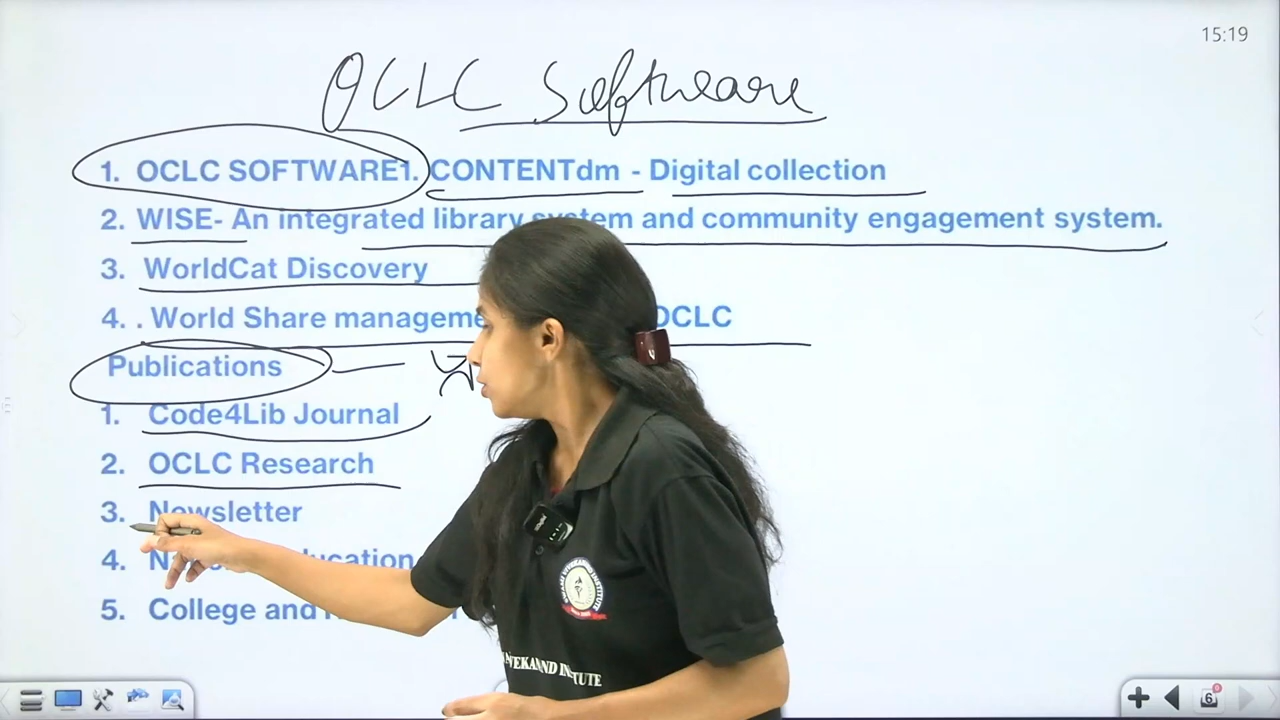 15:19
OCLC Software
1. OCLC SOFTWARE1. CONTENTdm - Digital collection
2. WISE- An integrated library system and community engagement system.
3. WorldCat Discovery
4. . World Share OCLC
Publications
1. Code4Lib Journal
2. OCLC Research
3. Newsletter
4.
5. College and
6